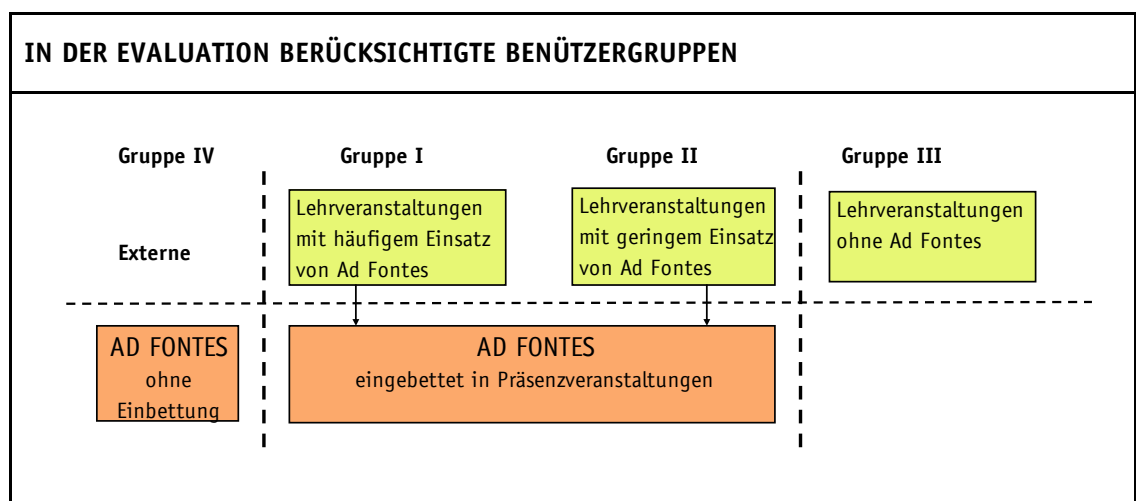 IN DER EVALUATION BERÜCKSICHTIGTE BENÜTZERGRUPPEN
Gruppe IV
Gruppe I
Gruppe II
Gruppe III
Externe
Lehrveranstaltungen
mit häufigem Einsatz
von Ad Fontes
Lehrveranstaltungen
mit geringem Einsatz
von Ad Fontes
Lehrveranstaltungen
ohne Ad Fontes
AD FONTES
ohne
Einbettung
AD FONTES
eingebettet in Präsenzveranstaltungen